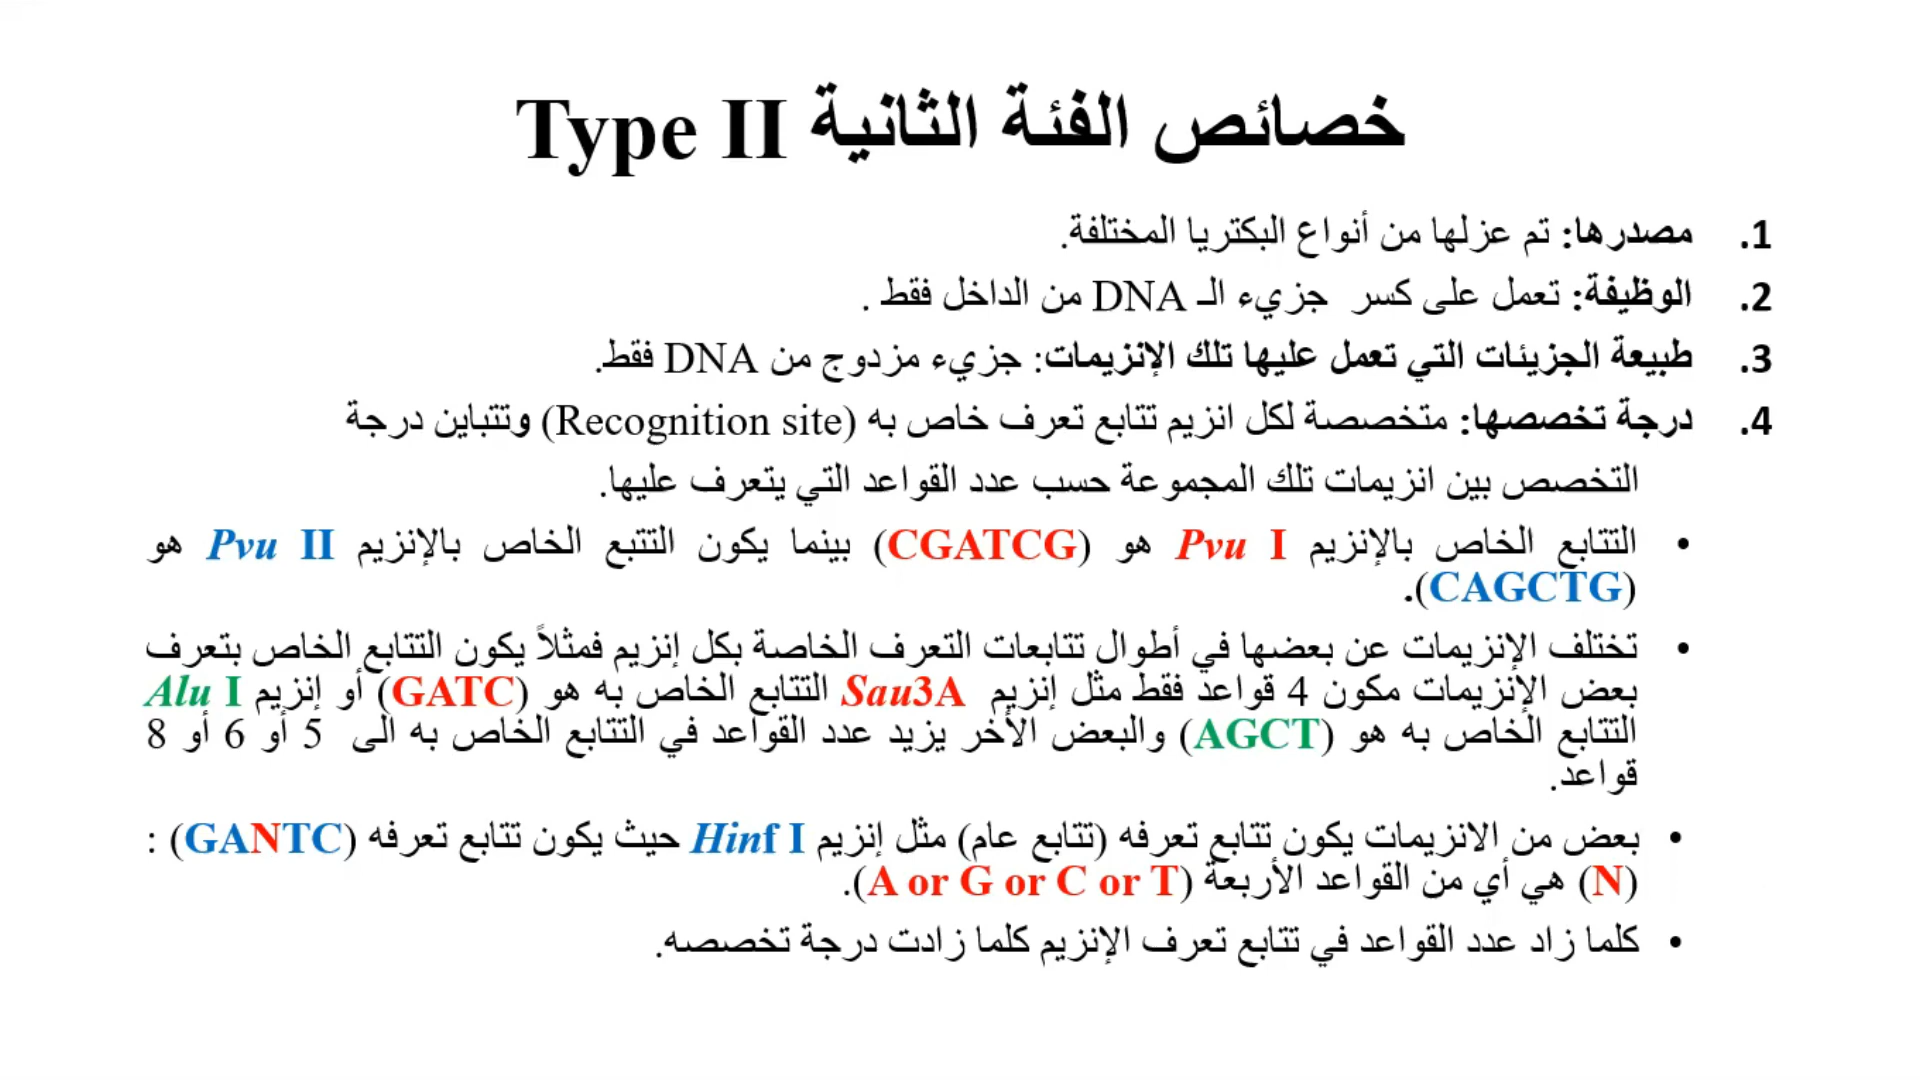 خصائص الفئة الثانية Type II
1. مصدرها: تم عزلها من أنواع البكتريا المختلفة.
2. الوظيفة: تعمل على كسر جزيء الـ DNA من الداخل فقط .
3. طبيعة الجزيئات التي تعمل عليها تلك الإنزيمات: جزيء مزدوج من DNA فقط.
4. درجة تخصصها: متخصصة لكل انزيم تتابع تعرف خاص به (Recognition site) وتتباين درجة
التخصص بين انزيمات تلك المجموعة حسب عدد القواعد التي يتعرف عليها.
• التتابع الخاص بالإنزيم Pvu I هو (CGATCG) بينما يكون التتبع الخاص بالإنزيم Pvu II هو
(CAGCTG).
• تختلف الإنزيمات عن بعضها في أطوال تتابعات التعرف الخاصة بكل إنزيم فمثلاً يكون التتابع الخاص بتعرف
بعض الإنزيمات مكون 4 قواعد فقط مثل إنزيم Sau3A التتابع الخاص به هو (GATC) أو إنزيم Alu I
التتابع الخاص به هو (AGCT) والبعض الأخر يزيد عدد القواعد في التتابع الخاص به الى 5 أو 6 أو 8
قواعد.
• بعض من الانزيمات يكون تتابع تعرفه (تتابع عام) مثل إنزيم Hinf I حيث يكون تتابع تعرفه (GANTC) :
(N) هي أي من القواعد الأربعة (A or G or C or T).
• كلما زاد عدد القواعد في تتابع تعرف الإنزيم كلما زادت درجة تخصصه.